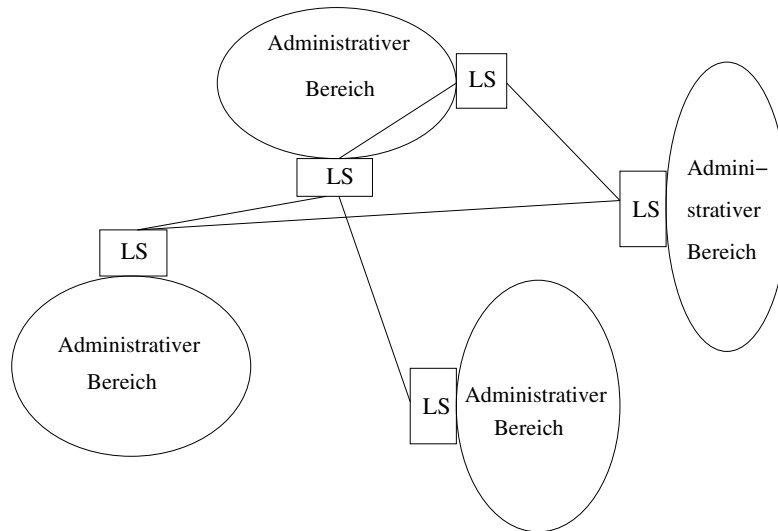 Administrativer
Bereich
LS
LS
LS
Admini–
strativer
Bereich
LS
Administrativer
Bereich
LS
Administrativer
Bereich